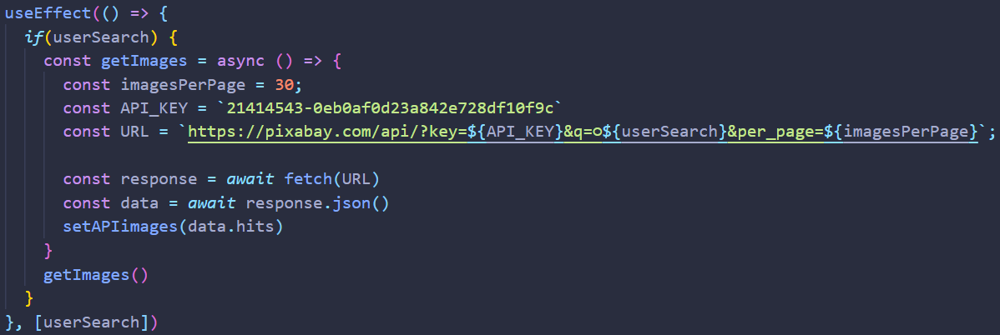 useEffect(() => {
if(userSearch) {
const getImages = async () => {
const imagesPerPage = 30;
const API_KEY = `21414543-0eb0af0d23a842e728df10f9c`
const URL = `https://pixabay.com/api/?key=${API_KEY}&q=o${userSearch}&per_page=${imagesPerPage}`;
const response = await fetch(URL)
const data = await response.json()
setAPIimages(data.hits)
}
getImages()
}
}, [userSearch])